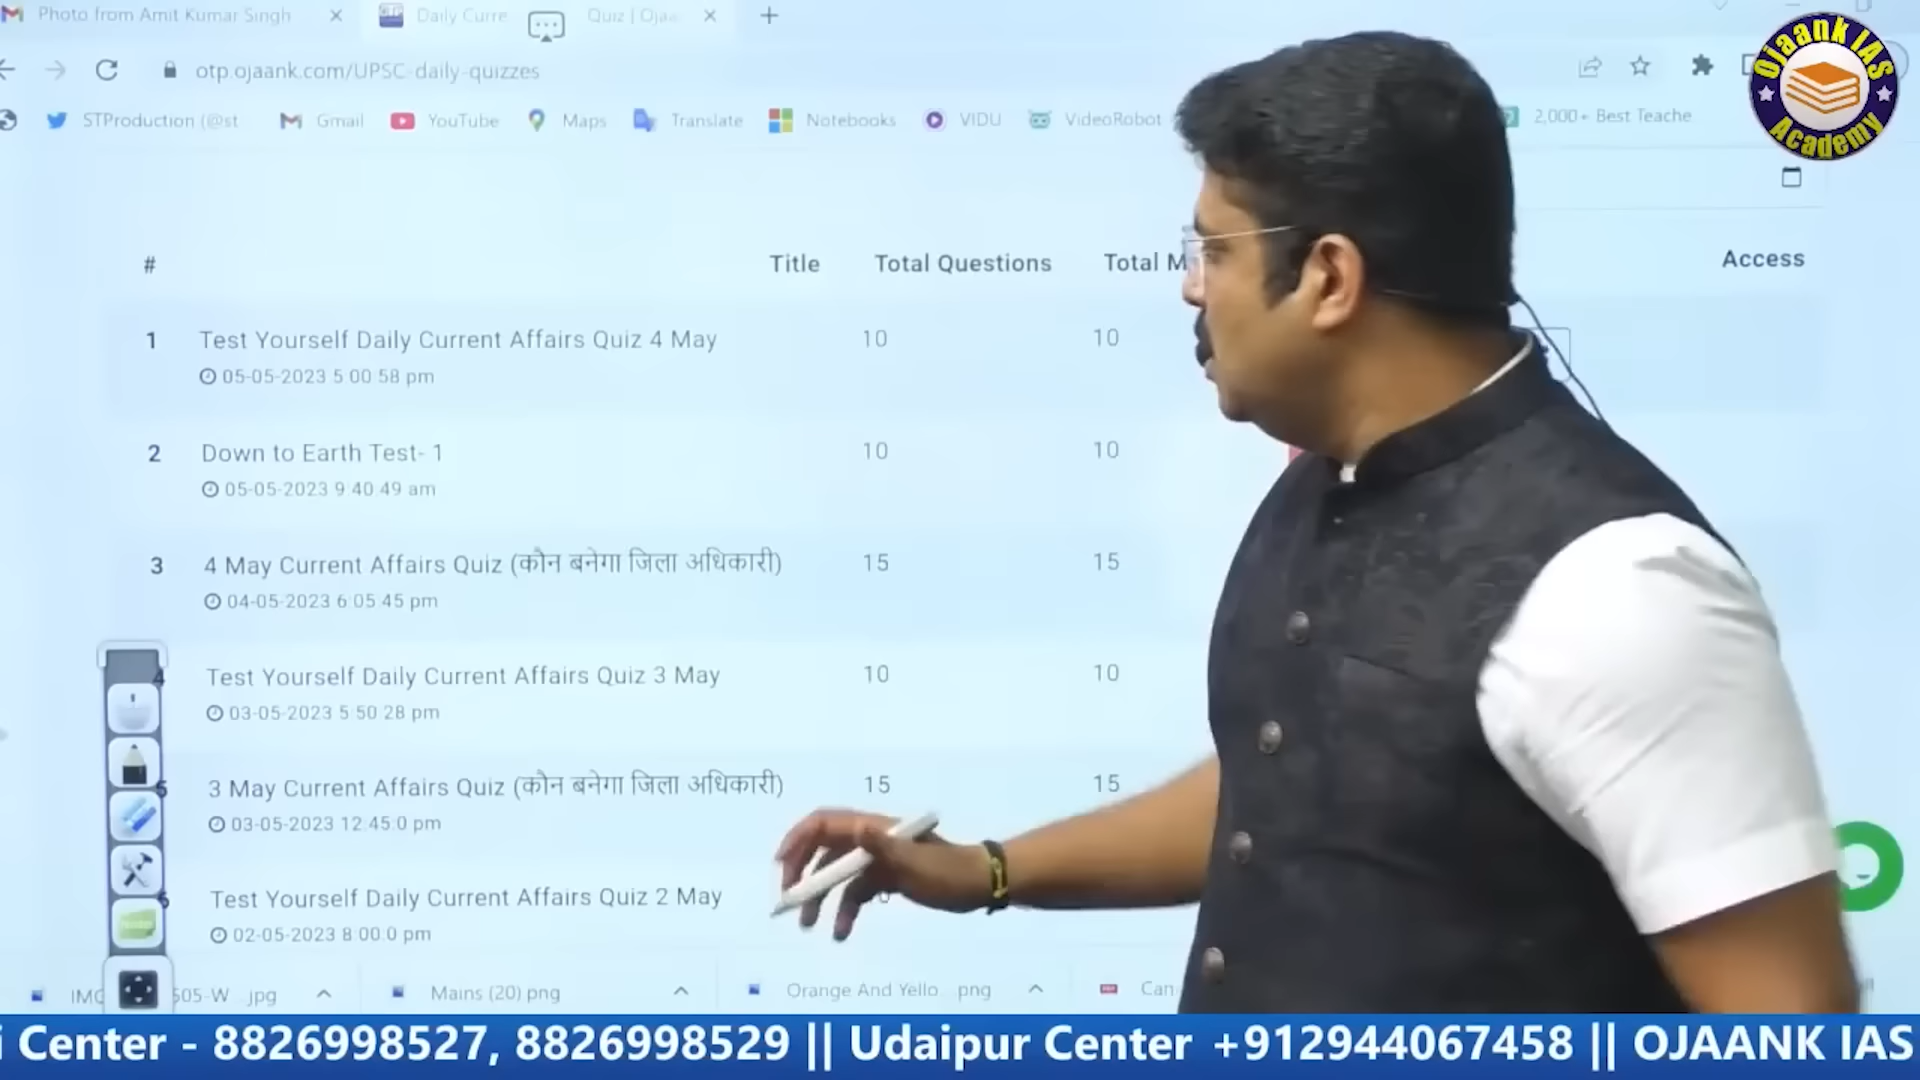 Photo from Amit Kumar Singh
Daily Curre
Quiz | Ojaa
otp.ojaank.com/UPSC-daily-quizzes
STProduction (@st
Gmail
YouTube
Maps
Translate
Notebooks
VIDU
VideoRobot
2,000+ Best Teache
Ojaank IAS
Academy
# Title Total Questions Total M Access
1 Test Yourself Daily Current Affairs Quiz 4 May 10 10
05-05-2023 5:00:58 pm
2 Down to Earth Test- 1 10 10
05-05-2023 9:40:49 am
3 4 May Current Affairs Quiz (कौन बनेगा जिला अधिकारी) 15 15
04-05-2023 6:05:45 pm
4 Test Yourself Daily Current Affairs Quiz 3 May 10 10
03-05-2023 5:50:28 pm
5 3 May Current Affairs Quiz (कौन बनेगा जिला अधिकारी) 15 15
03-05-2023 12:45:0 pm
6 Test Yourself Daily Current Affairs Quiz 2 May
02-05-2023 8:00:0 pm
505-W jpg
Mains (20) png
Orange And Yello... png
Can
i Center - 8826998527, 8826998529 || Udaipur Center +912944067458 || OJAANK IAS